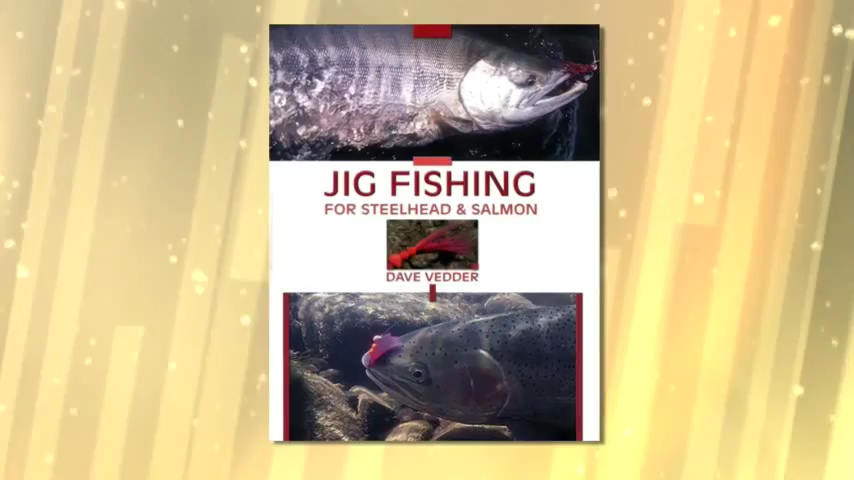 JIG FISHING
FOR STEELHEAD & SALMON
DAVE VEDDER